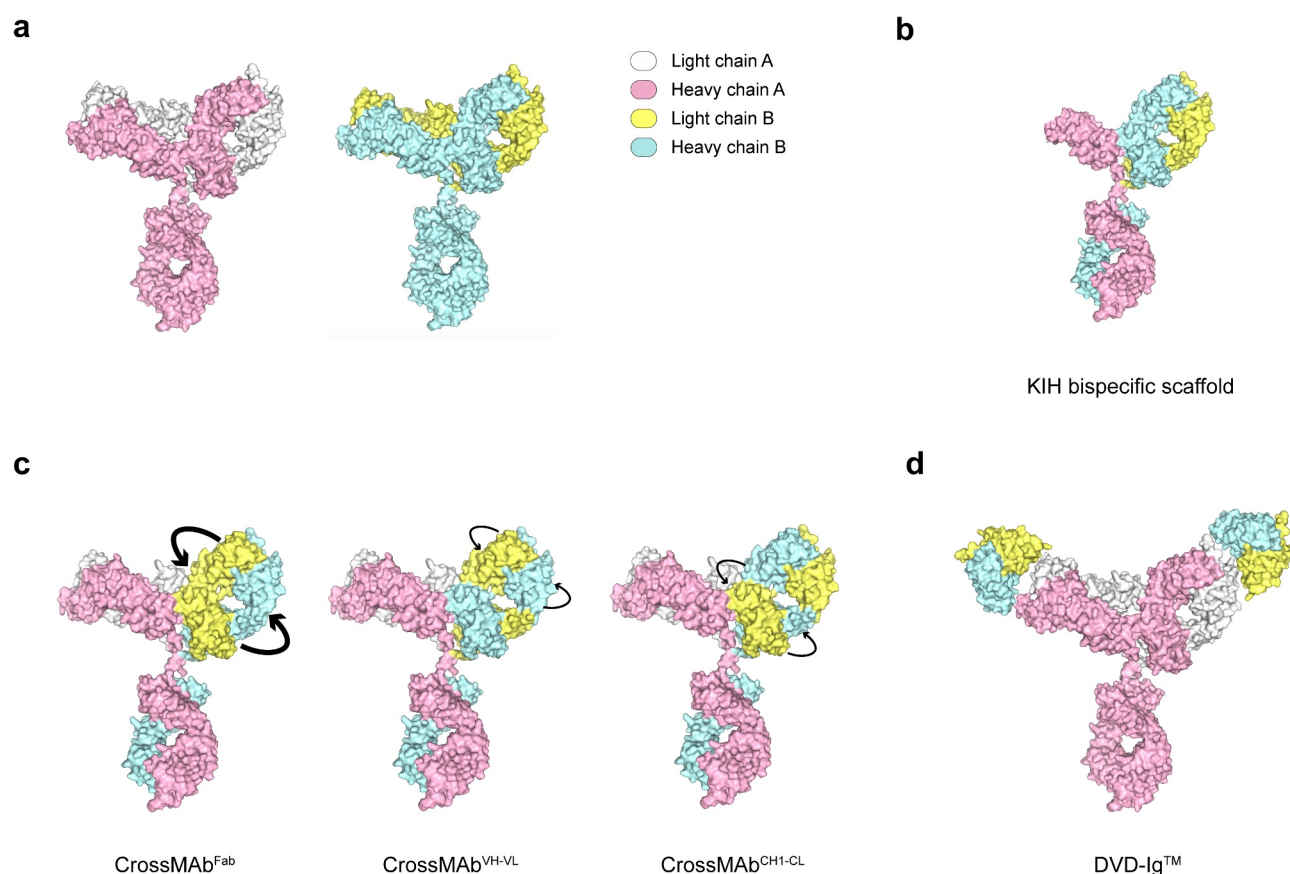 a
b
Light chain A
Heavy chain A
Light chain B
Heavy chain B
KIH bispecific scaffold
c
d
CrossMAbFab
CrossMAbVH-VL
CrossMAbCH1-CL
DVD-Ig™